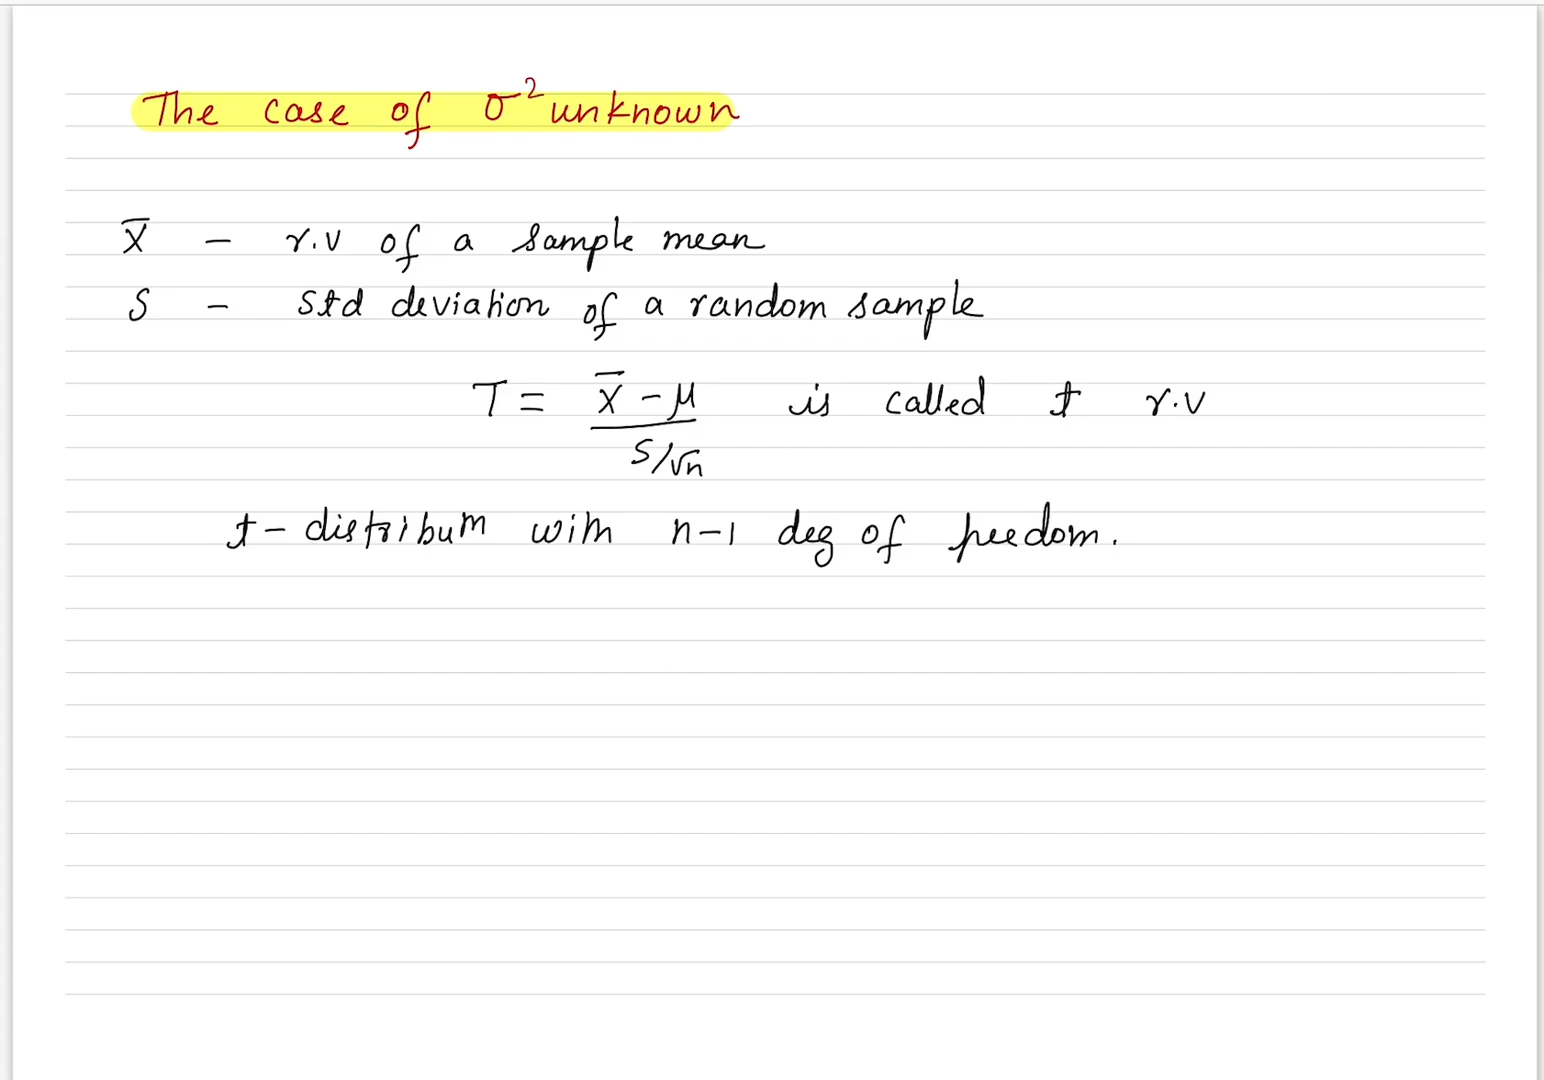 The case of σ² unknown
X̄ - r.v of a sample mean
S - Std deviation of a random sample
T = (X̄ - μ) / (S/√n) is called t r.v
t - distribum with n-1 deg of freedom.